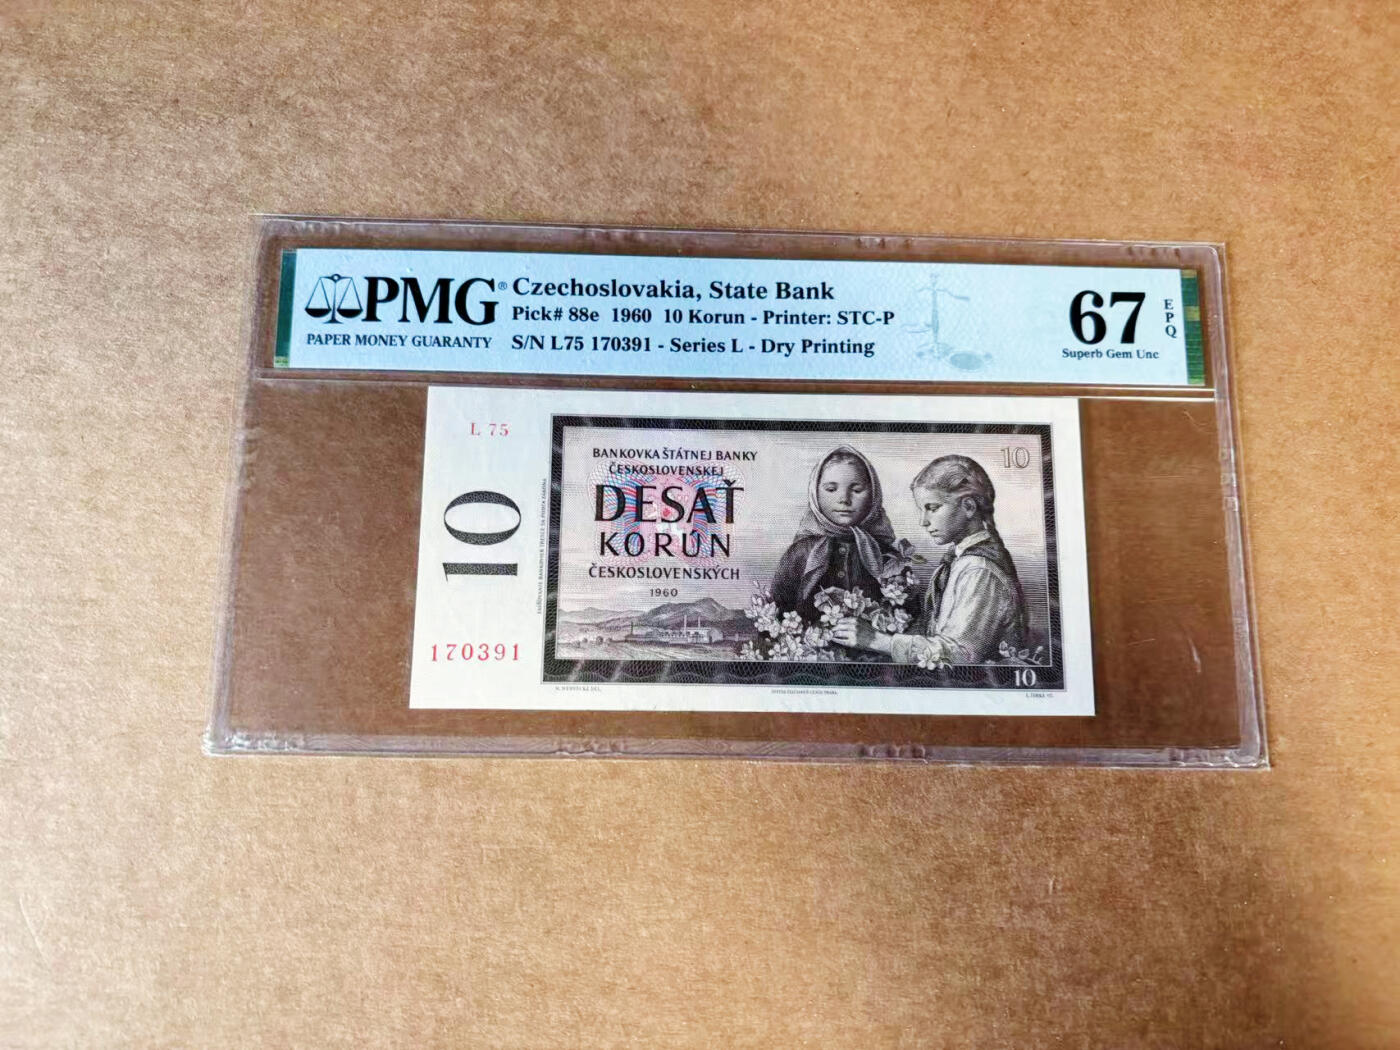 PMG®
PAPER MONEY GUARANTY
Czechoslovakia, State Bank
Pick# 88e 1960 10 Korun - Printer: STC-P
S/N L75 170391 - Series L - Dry Printing
67
EPQ
Superb Gem Unc
L 75
10
170391
BANKOVKA ŠTÁTNEJ BANKY
ČESKOSLOVENSKEJ
DESAŤ
KORÚN
ČESKOSLOVENSKÝCH
1960
10
10